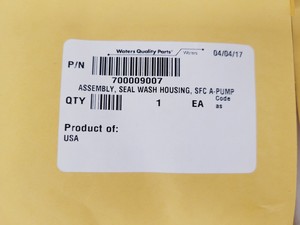 Waters Quality Parts Waters 04/04/17
P/N
700009007
ASSEMBLY, SEAL WASH HOUSING, SFC A-PUMP
QTY 1 EA Code
as
Product of:
USA